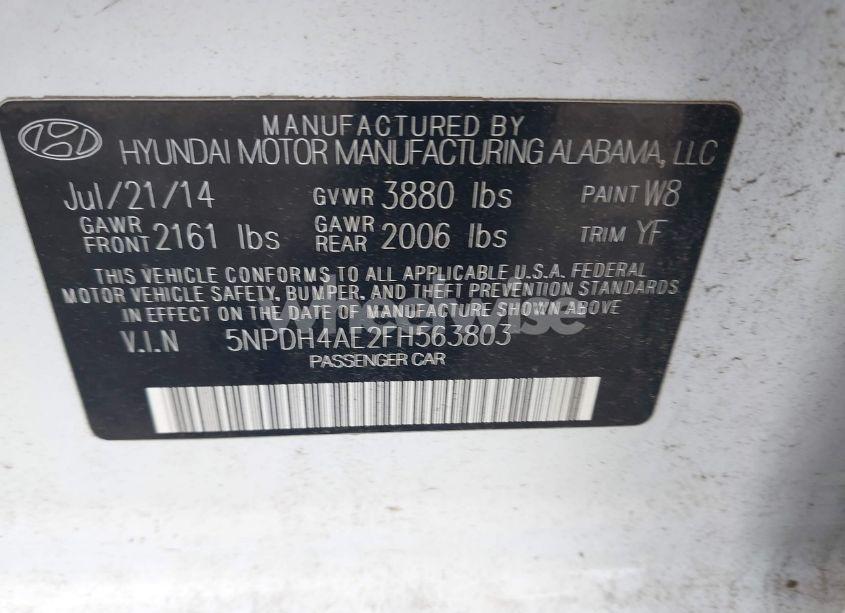 MANUFACTURED BY
HYUNDAI MOTOR MANUFACTURING ALABAMA, LLC
Jul/21/14 GVWR 3880 lbs PAINT W8
GAWR FRONT 2161 lbs GAWR REAR 2006 lbs TRIM YF
THIS VEHICLE CONFORMS TO ALL APPLICABLE U.S.A. FEDERAL
MOTOR VEHICLE SAFETY, BUMPER, AND THEFT PREVENTION STANDARDS
IN EFFECT ON THE DATE OF MANUFACTURE SHOWN ABOVE
wheelwise
V.I.N 5NPDH4AE2FH563803
PASSENGER CAR